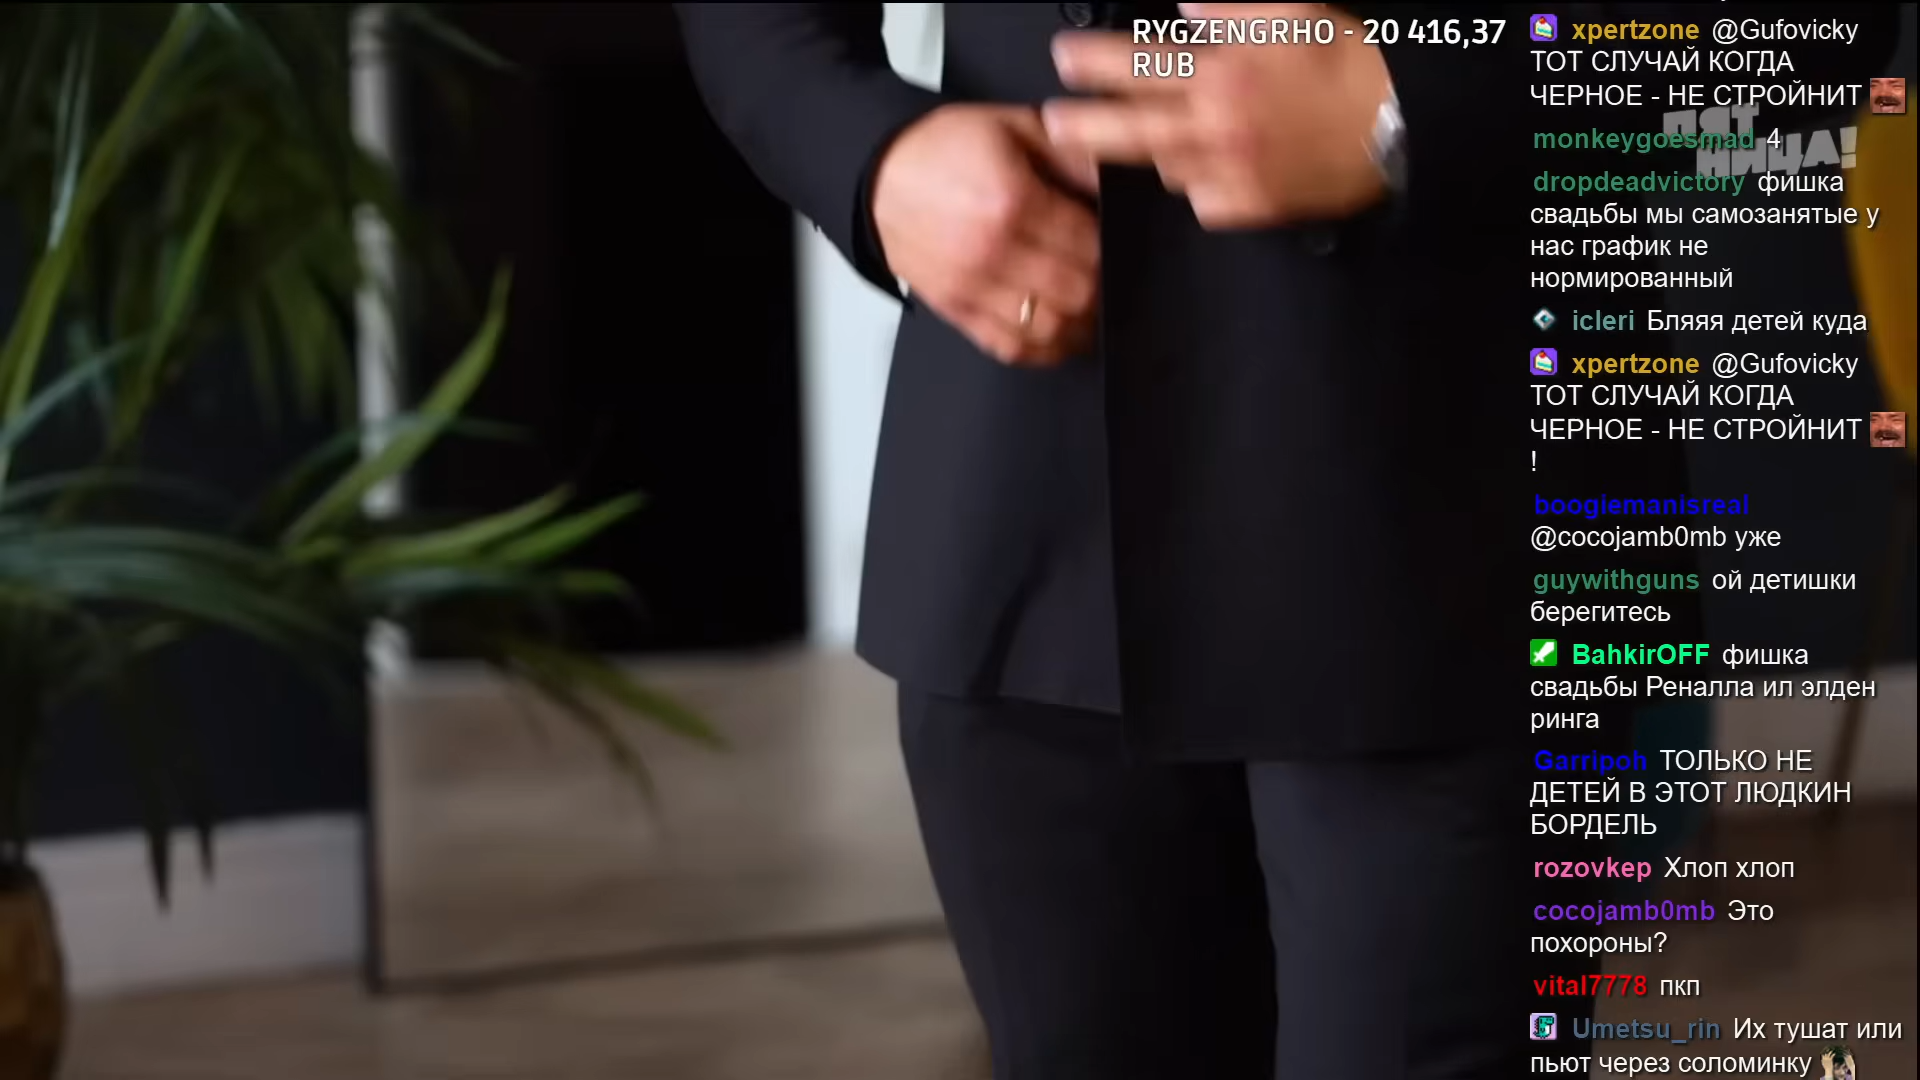 RYGZENGRHO - 20 416,37
RUB
xpertzone @Gufovicky
ТОТ СЛУЧАЙ КОГДА
ЧЕРНОЕ - НЕ СТРОЙНИТ
ПЯТ
НИЦА!
monkeygoesmad 4
dropdeadvictory фишка
свадьбы мы самозанятые у
нас график не
нормированный
icleri Бляяя детей куда
xpertzone @Gufovicky
ТОТ СЛУЧАЙ КОГДА
ЧЕРНОЕ - НЕ СТРОЙНИТ
!
boogiemanisreal
@cocojamb0mb уже
guywithguns ой детишки
берегитесь
BahkirOFF фишка
свадьбы Реналла ил элден
ринга
Garripoh ТОЛЬКО НЕ
ДЕТЕЙ В ЭТОТ ЛЮДКИН
БОРДЕЛЬ
rozovkep Хлоп хлоп
cocojamb0mb Это
похороны?
vital7778 пкп
Umetsu_rin Их тушат или
пьют через соломинку